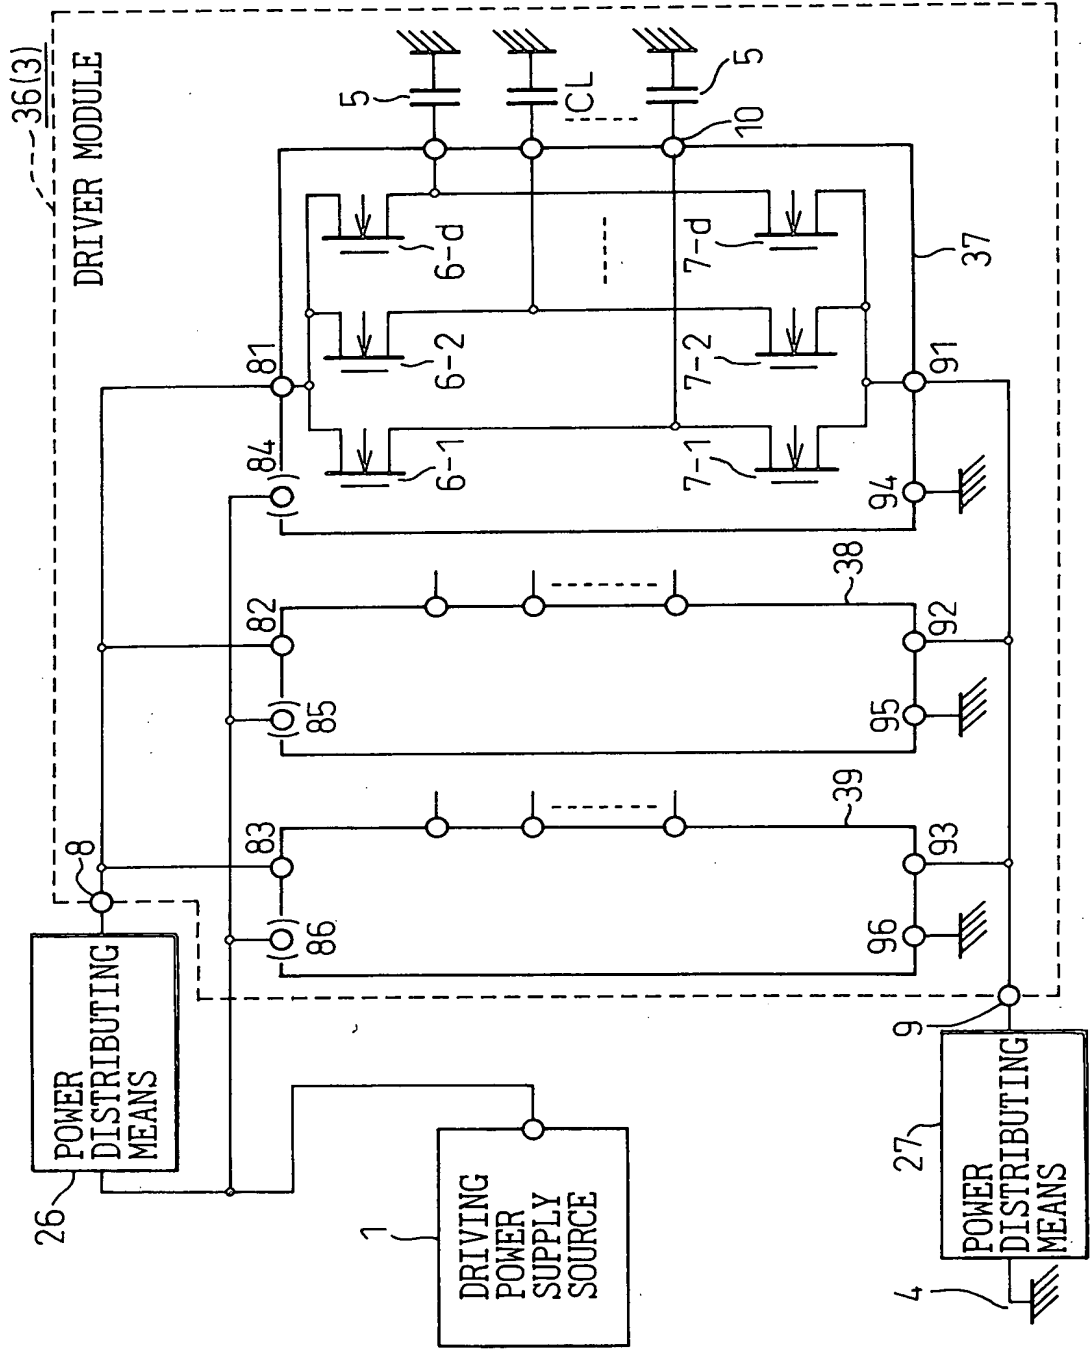 36(3)
DRIVER MODULE
5
CL
5
10
6-d
6-2
6-1
7-d
7-2
7-1
37
81
84
91
94
82
85
38
92
95
83
86
39
93
96
8
9
POWER
DISTRIBUTING
MEANS
26
1
DRIVING
POWER
SUPPLY
SOURCE
27
POWER
DISTRIBUTING
MEANS
4